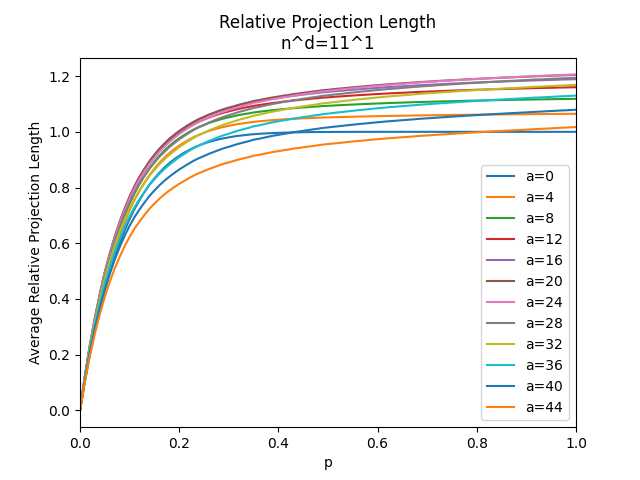 Relative Projection Length
n^d=11^1
Average Relative Projection Length
1.2
1.0
0.8
0.6
0.4
0.2
0.0
a=0
a=4
a=8
a=12
a=16
a=20
a=24
a=28
a=32
a=36
a=40
a=44
0.0 0.2 0.4 0.6 0.8 1.0
p